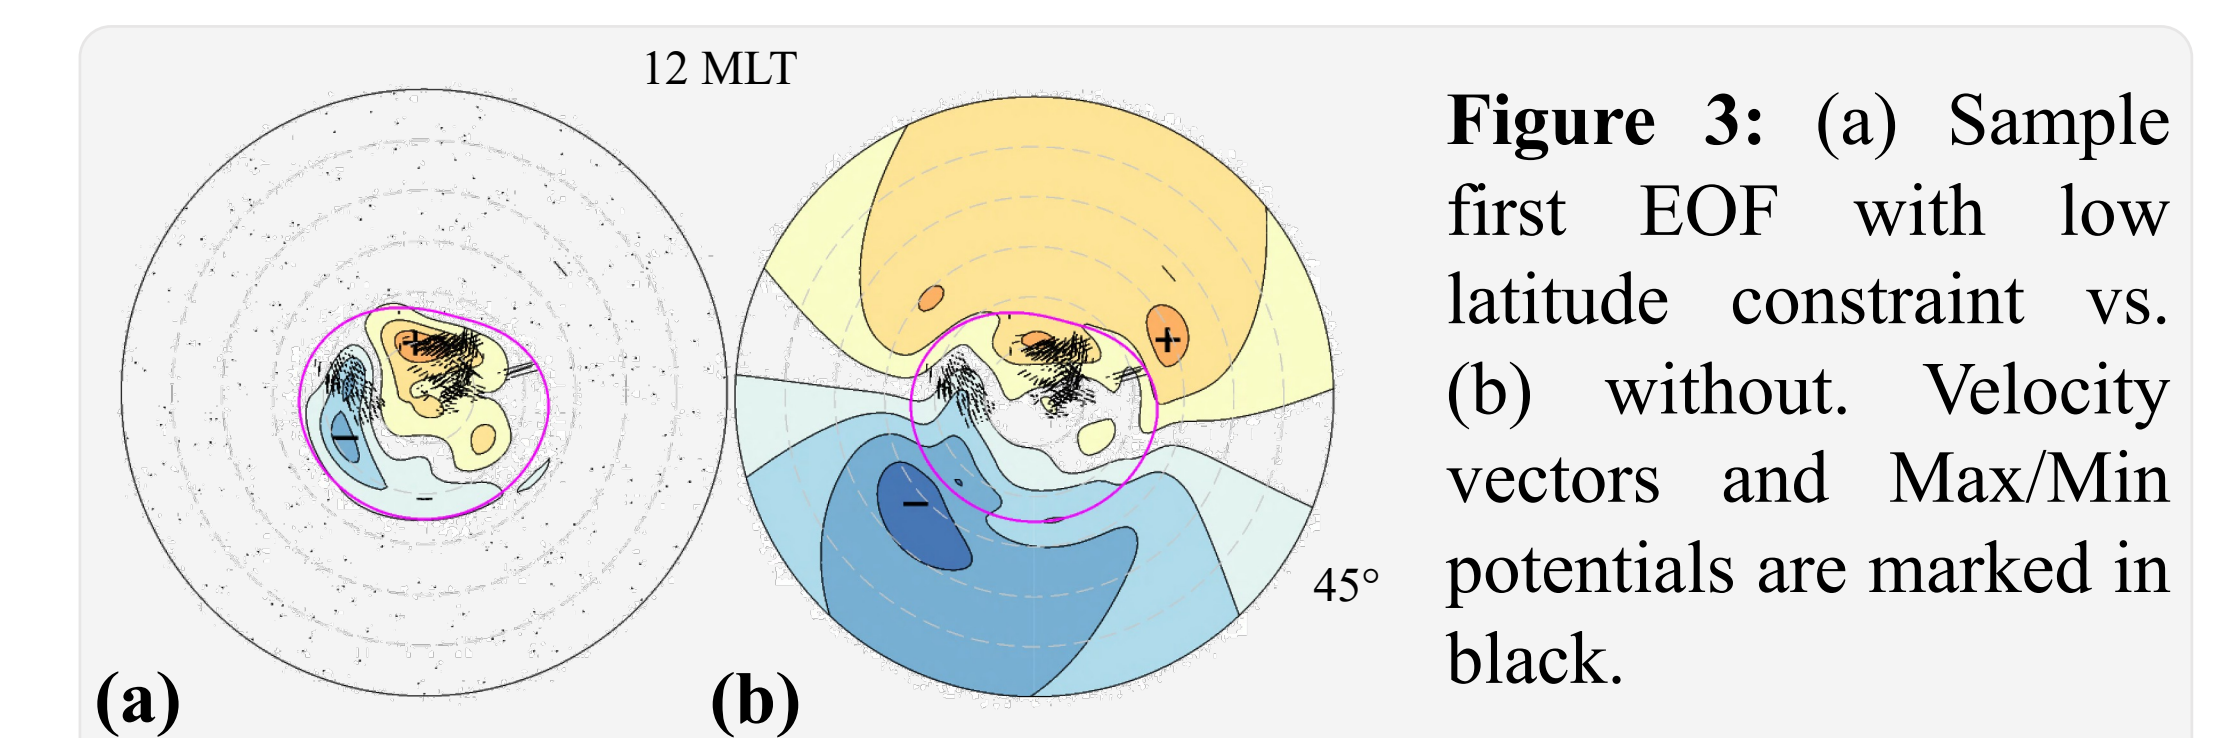 12 MLT
(a)
(b)
45°
Figure 3: (a) Sample
first EOF with low
latitude constraint vs.
(b) without. Velocity
vectors and Max/Min
potentials are marked in
black.